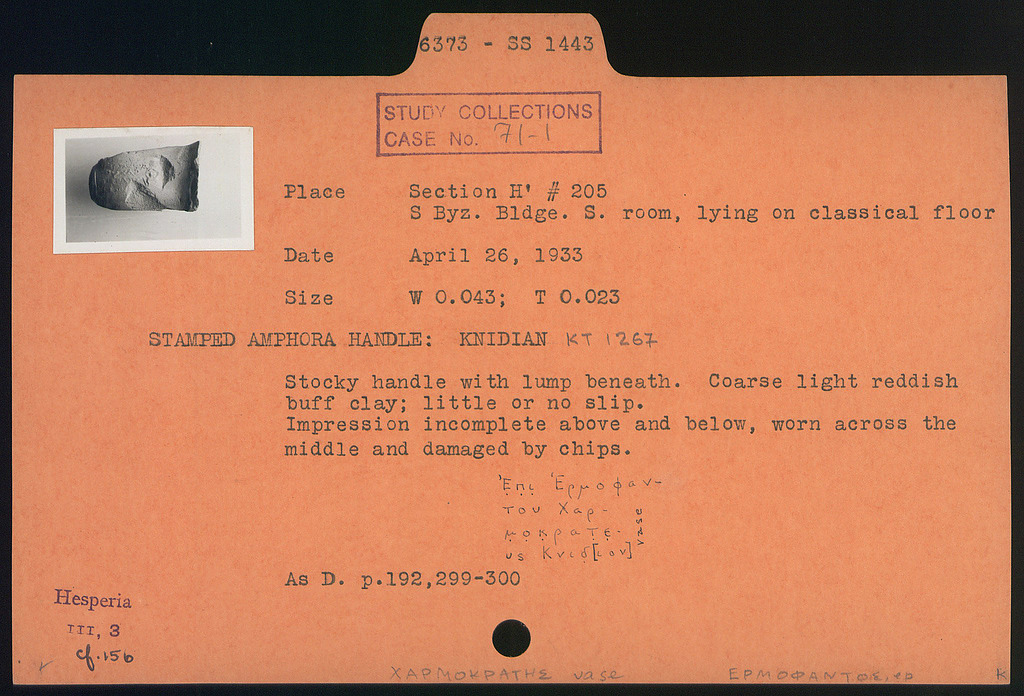 6373 - SS 1443
STUDY COLLECTIONS
CASE No. 71-1
Place Section H' # 205
S Byz. Bldge. S. room, lying on classical floor
Date April 26, 1933
Size W 0.043; T 0.023
STAMPED AMPHORA HANDLE: KNIDIAN KT 1267
Stocky handle with lump beneath. Coarse light reddish
buff clay; little or no slip.
Impression incomplete above and below, worn across the
middle and damaged by chips.
Ἐπι Ἑρμοφαν-
του Χαρ-
μοκρατε-
υς Κνιδ[ιον]
vase
As D. p.192,299-300
Hesperia
III, 3
cf. 156
ΧΑΡΜΟΚΡΑΤΗΣ vase
ΕΡΜΟΦΑΝΤΟΣ, ep
K